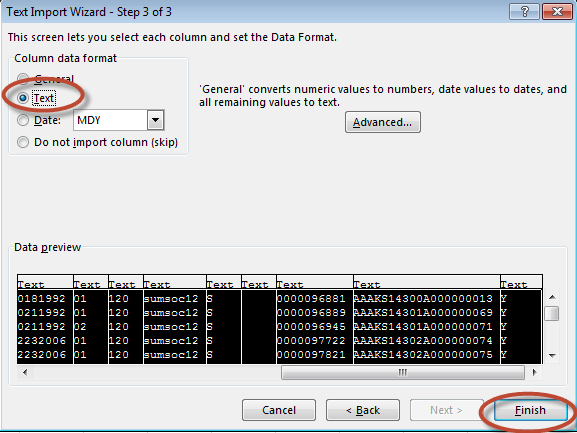 Text Import Wizard - Step 3 of 3
This screen lets you select each column and set the Data Format.
Column data format
General
Text
Date: MDY
Do not import column (skip)
'General' converts numeric values to numbers, date values to dates, and
all remaining values to text.
Advanced...
Data preview
Text Text Text Text Text Text Text Text Text
0181992 01 120 sumsoc12 S 0000096881 AAAKS14300A000000013 Y
0211992 01 120 sumsoc12 S 0000096889 AAAKS14301A000000069 Y
0211992 02 120 sumsoc12 S 0000096945 AAAKS14301A000000071 Y
2232006 01 120 sumsoc12 S 0000097722 AAAKS14302A000000074 Y
2232006 01 120 sumsoc12 S 0000097821 AAAKS14302A000000075 Y
Cancel < Back Next > Finish